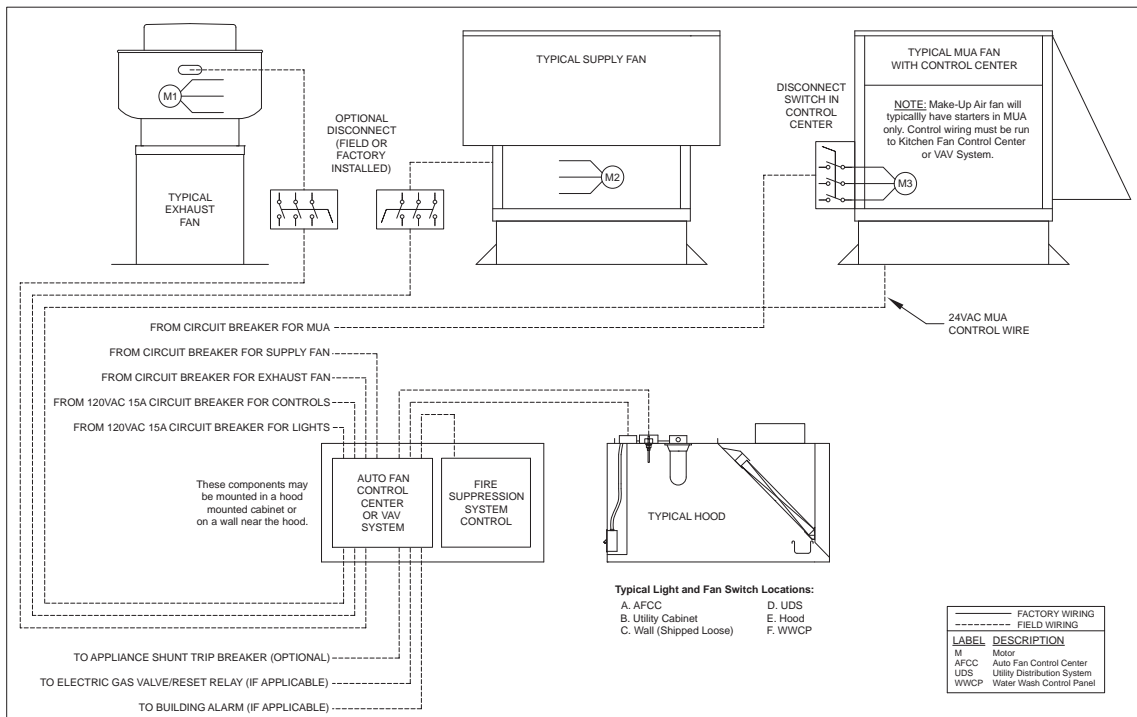 M1
TYPICAL
EXHAUST
FAN
OPTIONAL
DISCONNECT
(FIELD OR
FACTORY
INSTALLED)
TYPICAL SUPPLY FAN
M2
DISCONNECT
SWITCH IN
CONTROL
CENTER
TYPICAL MUA FAN
WITH CONTROL CENTER
NOTE: Make-Up Air fan will
typicallly have starters in MUA
only. Control wiring must be run
to Kitchen Fan Control Center
or VAV System.
M3
24VAC MUA
CONTROL WIRE
FROM CIRCUIT BREAKER FOR MUA
FROM CIRCUIT BREAKER FOR SUPPLY FAN
FROM CIRCUIT BREAKER FOR EXHAUST FAN
FROM 120VAC 15A CIRCUIT BREAKER FOR CONTROLS
FROM 120VAC 15A CIRCUIT BREAKER FOR LIGHTS
These components may
be mounted in a hood
mounted cabinet or
on a wall near the hood.
AUTO FAN
CONTROL
CENTER
OR VAV
SYSTEM
FIRE
SUPPRESSION
SYSTEM
CONTROL
TYPICAL HOOD
Typical Light and Fan Switch Locations:
A. AFCC
B. Utility Cabinet
C. Wall (Shipped Loose)
D. UDS
E. Hood
F. WWCP
TO APPLIANCE SHUNT TRIP BREAKER (OPTIONAL)
TO ELECTRIC GAS VALVE/RESET RELAY (IF APPLICABLE)
TO BUILDING ALARM (IF APPLICABLE)
FACTORY WIRING
FIELD WIRING
LABEL DESCRIPTION
M Motor
AFCC Auto Fan Control Center
UDS Utility Distribution System
WWCP Water Wash Control Panel